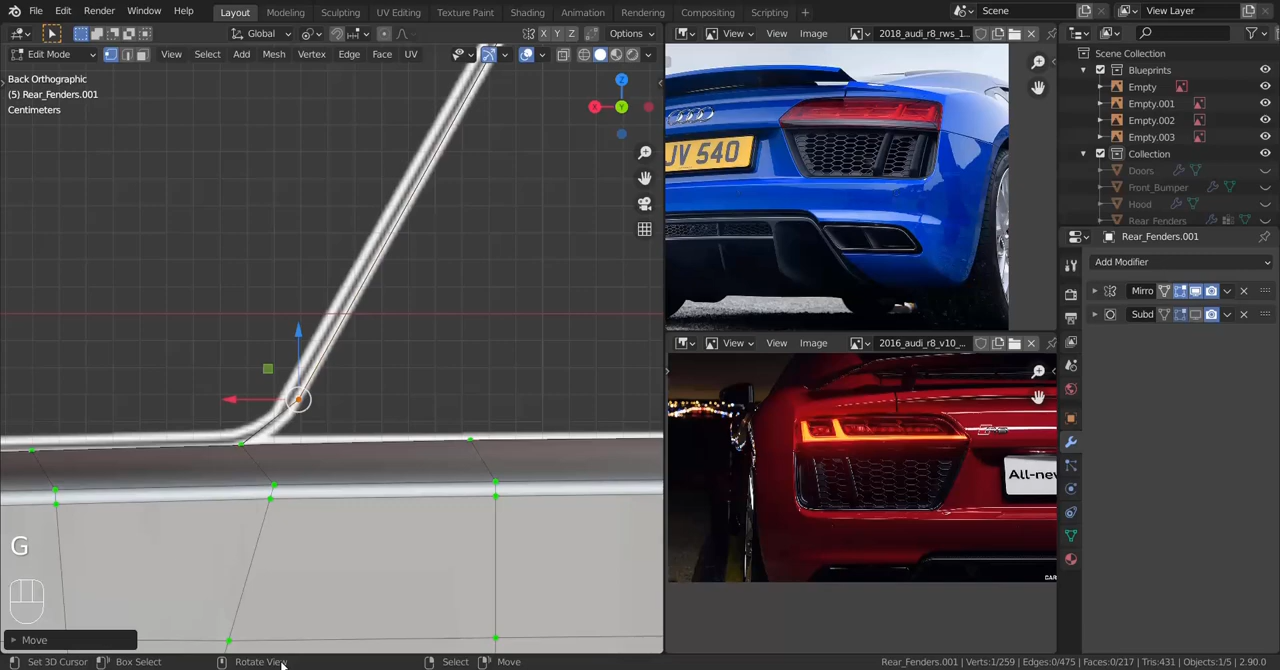 File Edit Render Window Help Layout Modeling Sculpting UV Editing Texture Paint Shading Animation Rendering Compositing Scripting + Scene View Layer
Global X Y Z Options View Image 2018_audi_r8_rws_1... Scene Collection
Edit Mode View Select Add Mesh Vertex Edge Face UV
Back Orthographic
(5) Rear_Fenders.001
Centimeters
Z
X
Y
JV 540
Blueprints
Empty
Empty.001
Empty.002
Empty.003
Collection
Doors
Front_Bumper
Hood
Rear_Fenders
Rear_Fenders.001
Add Modifier
Mirro
Subd
View View Image 2016_audi_r8_v10_...
All-new
CAR
G
Move
Set 3D Cursor Box Select Rotate View Select Move Rear_Fenders.001 | Verts:1/259 | Edges:0/475 | Faces:0/217 | Tris:431 | Objects:1/5 | 2.90.0